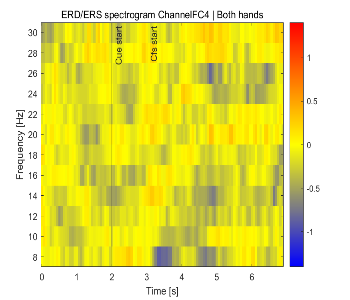 ERD/ERS spectrogram ChannelFC4 | Both hands
Frequency [Hz]
30
28
26
24
22
20
18
16
14
12
10
8
Cue start
Cfs start
1
0.5
0
-0.5
-1
0 1 2 3 4 5 6
Time [s]